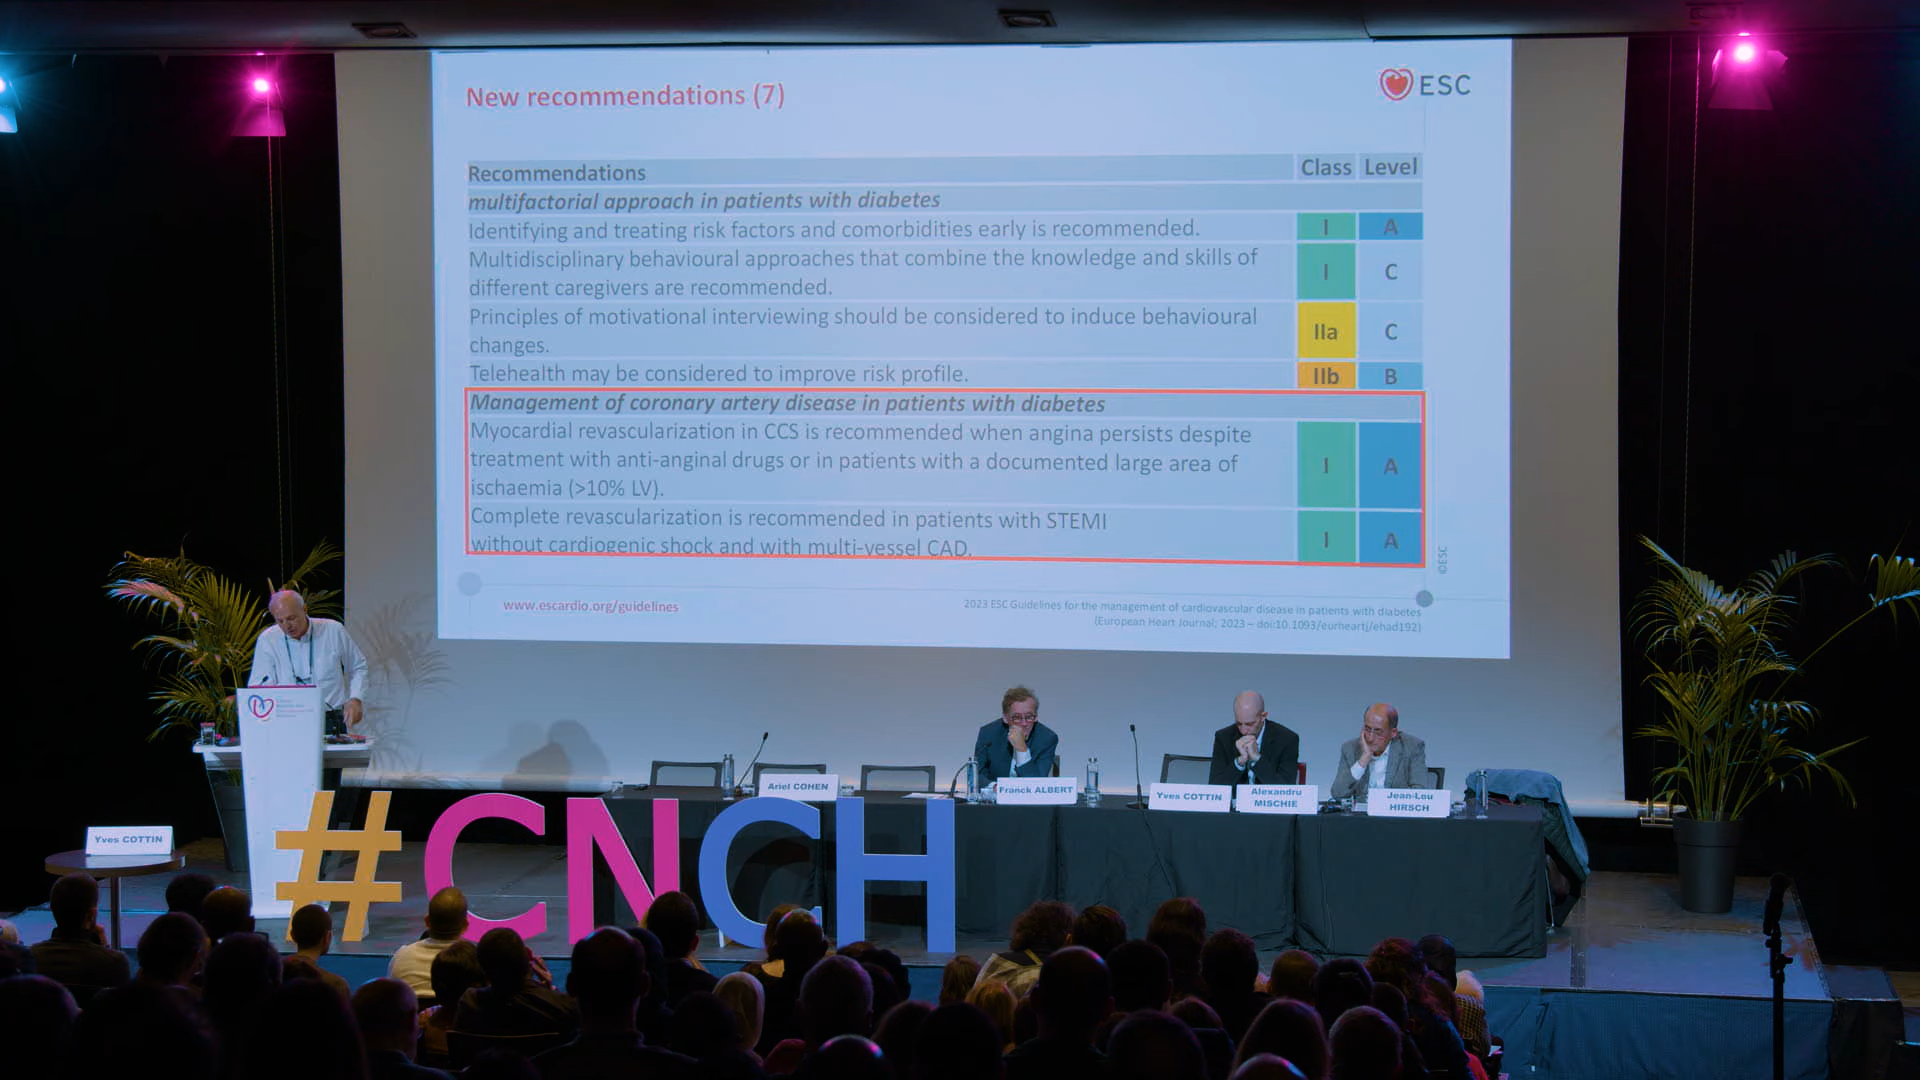 New recommendations (7)
ESC
Recommendations Class Level
multifactorial approach in patients with diabetes
Identifying and treating risk factors and comorbidities early is recommended. I A
Multidisciplinary behavioural approaches that combine the knowledge and skills of
different caregivers are recommended. I C
Principles of motivational interviewing should be considered to induce behavioural
changes. IIa C
Telehealth may be considered to improve risk profile. IIb B
Management of coronary artery disease in patients with diabetes
Myocardial revascularization in CCS is recommended when angina persists despite
treatment with anti-anginal drugs or in patients with a documented large area of
ischaemia (>10% LV). I A
Complete revascularization is recommended in patients with STEMI
without cardiogenic shock and with multi-vessel CAD. I A
©ESC
www.escardio.org/guidelines
2023 ESC Guidelines for the management of cardiovascular disease in patients with diabetes
(European Heart Journal; 2023 – doi:10.1093/eurheartj/ehad192)
Ariel COHEN
Franck ALBERT
Yves COTTIN
Alexandru
MISCHIE
Jean-Lou
HIRSCH
Yves COTTIN
#CNCH